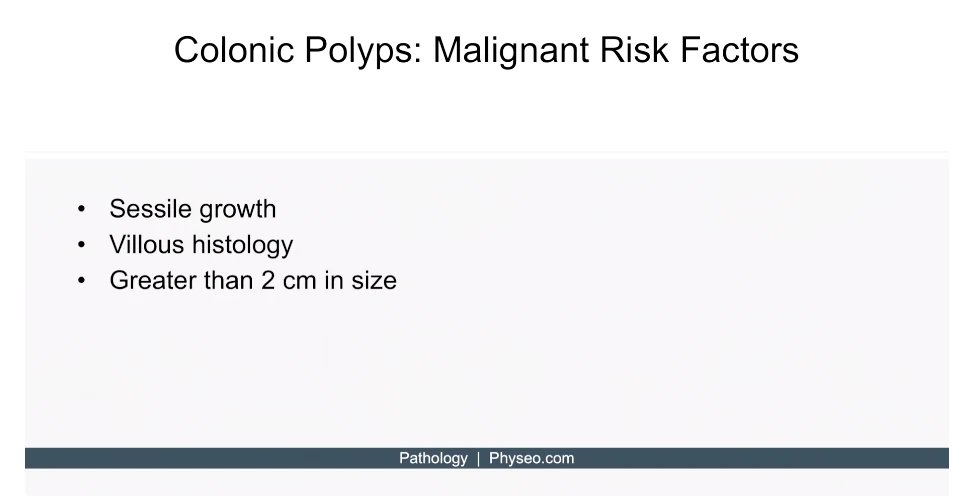 Colonic Polyps: Malignant Risk Factors
• Sessile growth
• Villous histology
• Greater than 2 cm in size
Pathology | Physeo.com